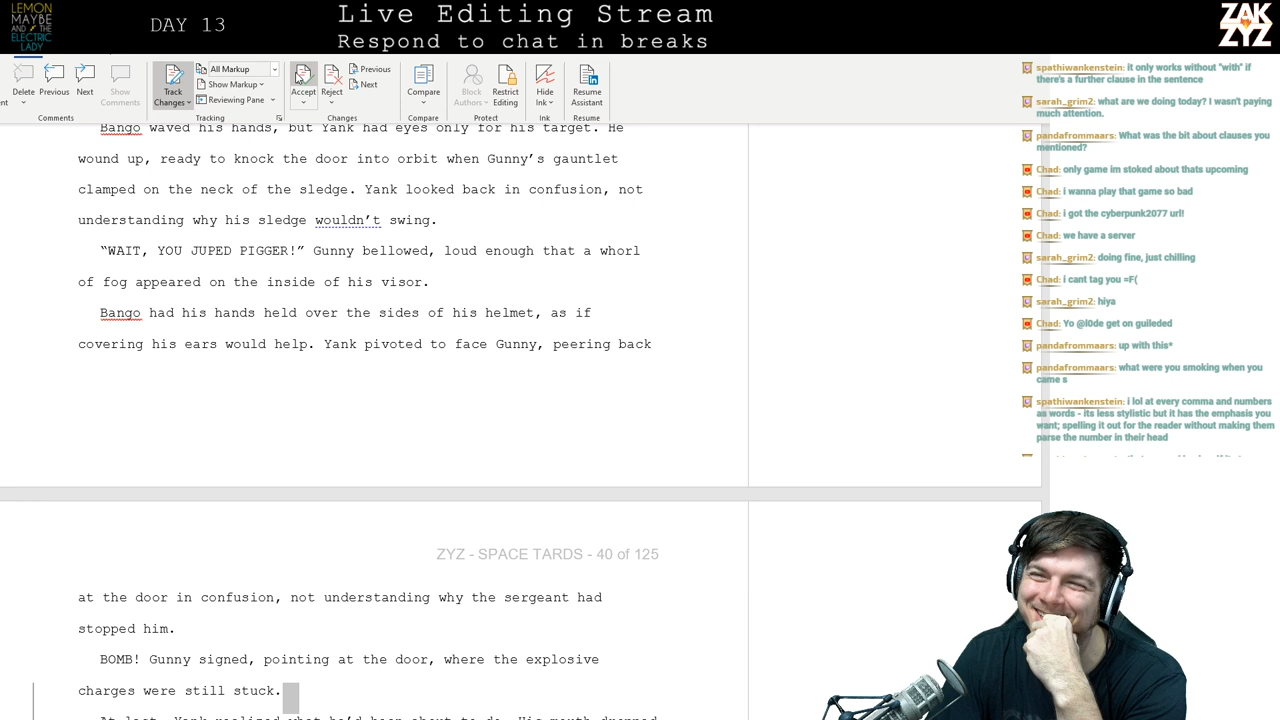 LEMON
MAYBE
AND THE
ELECTRIC
LADY
DAY 13
Live Editing Stream
Respond to chat in breaks
ZAK
ZYZ
Delete
Previous
Next
Show
Comments
Comments
Track
Changes
All Markup
Show Markup
Reviewing Pane
Tracking
Accept
Reject
Previous
Next
Changes
Compare
Compare
Block
Authors
Restrict
Editing
Protect
Hide
Ink
Ink
Resume
Assistant
Resume
Bango waved his hands, but Yank had eyes only for his target. He
wound up, ready to knock the door into orbit when Gunny’s gauntlet
clamped on the neck of the sledge. Yank looked back in confusion, not
understanding why his sledge wouldn’t swing.
“WAIT, YOU JUPED PIGGER!” Gunny bellowed, loud enough that a whorl
of fog appeared on the inside of his visor.
Bango had his hands held over the sides of his helmet, as if
covering his ears would help. Yank pivoted to face Gunny, peering back
ZYZ - SPACE TARDS - 40 of 125
at the door in confusion, not understanding why the sergeant had
stopped him.
BOMB! Gunny signed, pointing at the door, where the explosive
charges were still stuck.
At last, Yank realized what he’d been about to do. His mouth dropped
spathiwankenstein: it only works without "with" if
there's a further clause in the sentence
sarah_grim2: what are we doing today? I wasn't paying
much attention.
pandafrommaars: What was the bit about clauses you
mentioned?
Chad: only game im stoked about thats upcoming
Chad: i wanna play that game so bad
Chad: i got the cyberpunk2077 url!
Chad: we have a server
sarah_grim2: doing fine, just chilling
Chad: i cant tag you =F(
sarah_grim2: hiya
Chad: Yo @l0de get on guileded
pandafrommaars: up with this*
pandafrommaars: what were you smoking when you
came s
spathiwankenstein: i lol at every comma and numbers
as words - its less stylistic but it has the emphasis you
want; spelling it out for the reader without making them
parse the number in their head